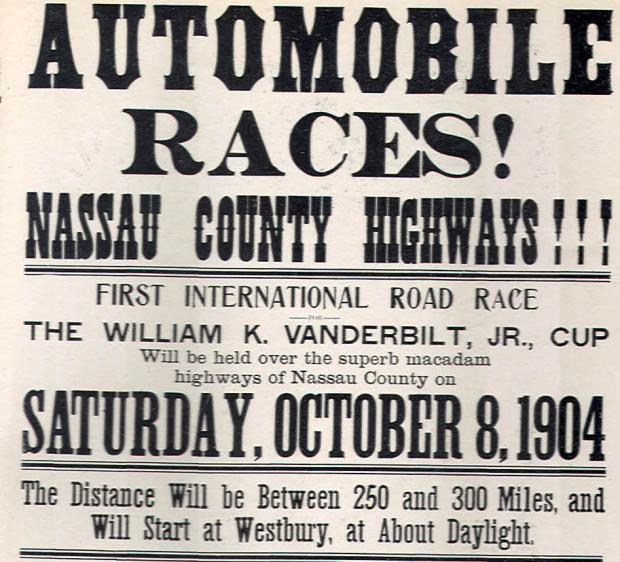 AUTOMOBILE
RACES!
NASSAU COUNTY HIGHWAYS!!!
FIRST INTERNATIONAL ROAD RACE
FOR
THE WILLIAM K. VANDERBILT, JR., CUP
Will be held over the superb macadam
highways of Nassau County on
SATURDAY, OCTOBER 8, 1904
The Distance Will be Between 250 and 300 Miles, and
Will Start at Westbury, at About Daylight.